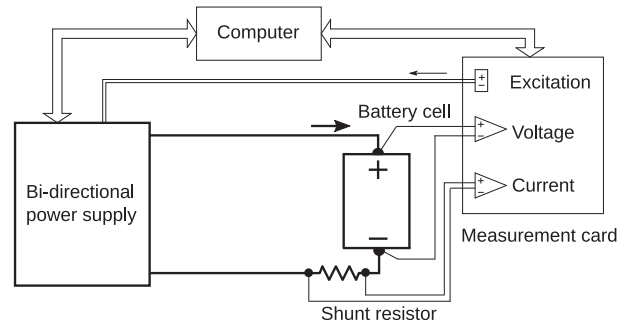 Computer
Excitation
Battery cell
Voltage
Bi-directional
power supply
Current
Measurement card
Shunt resistor